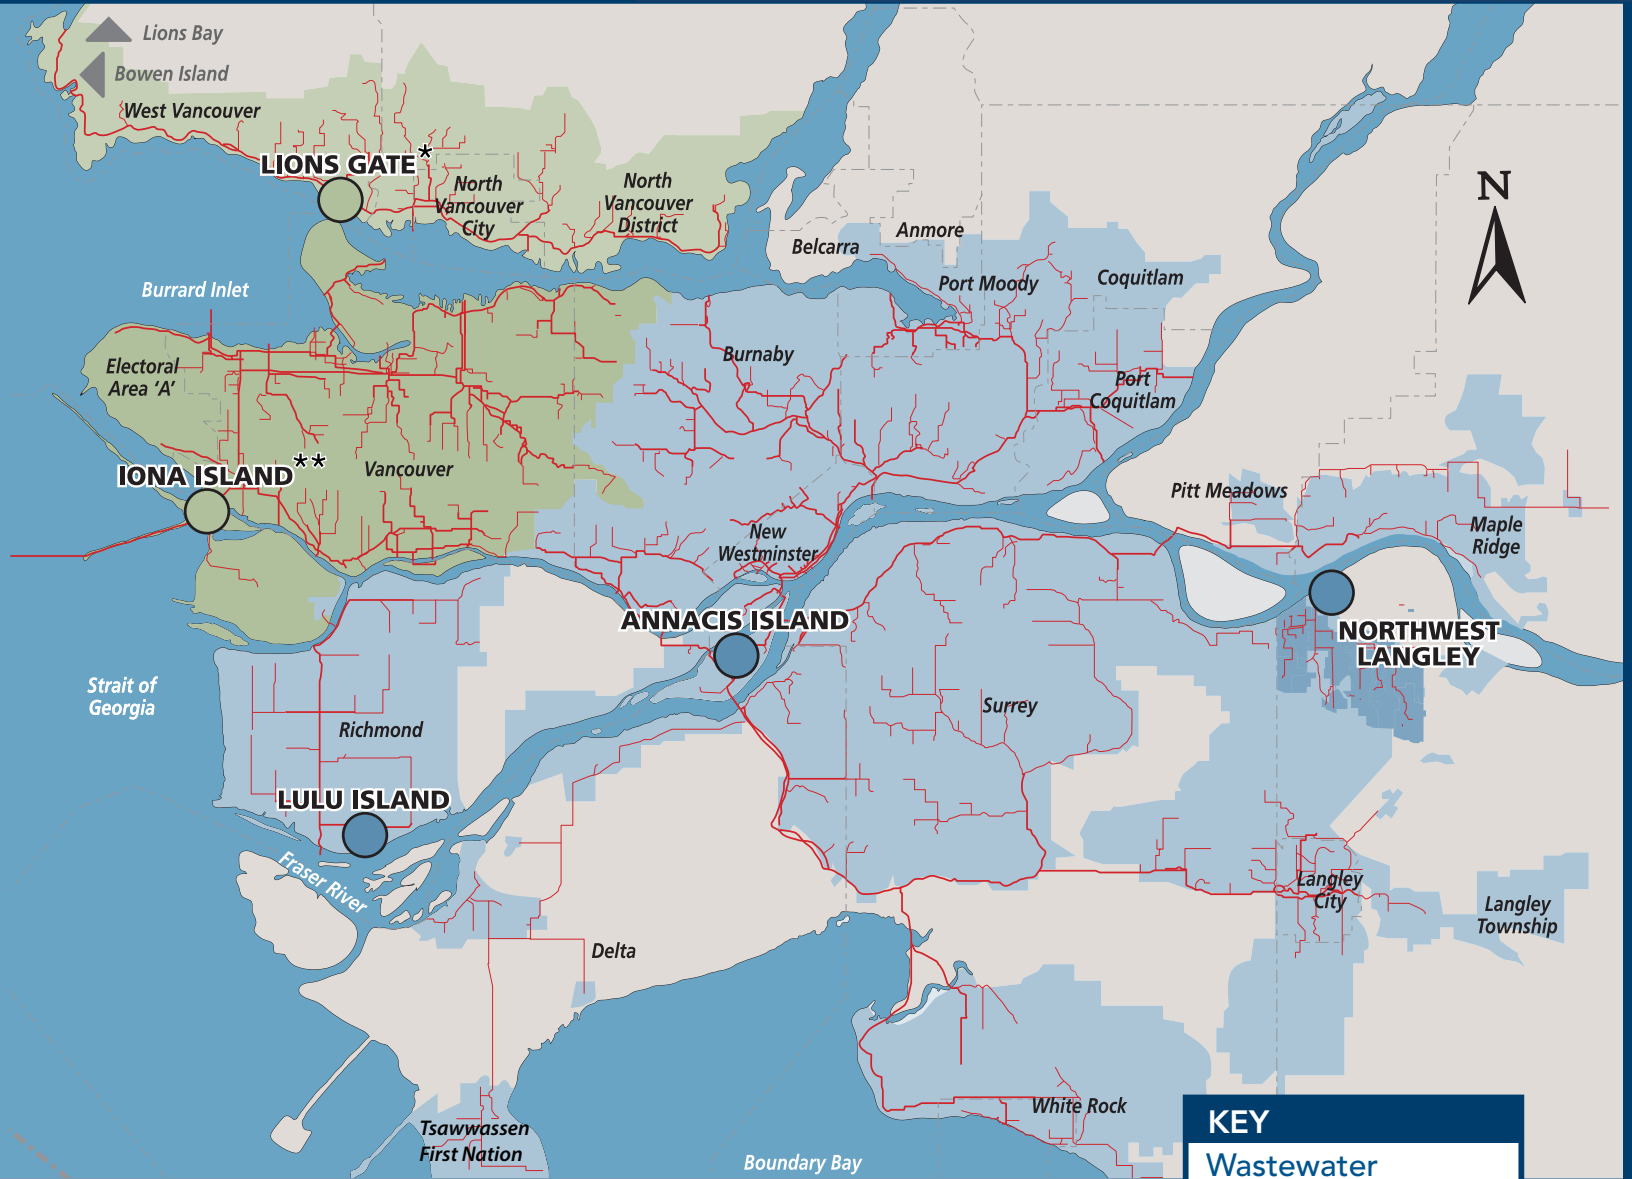 Lions Bay
Bowen Island
West Vancouver
LIONS GATE*
North
Vancouver
City
North
Vancouver
District
N
Belcarra
Anmore
Port Moody
Coquitlam
Burrard Inlet
Electoral
Area ‘A’
Burnaby
Port
Coquitlam
IONA ISLAND**
Vancouver
Pitt Meadows
Maple
Ridge
New
Westminster
ANNACIS ISLAND
NORTHWEST
LANGLEY
Strait of
Georgia
Richmond
Surrey
LULU ISLAND
Fraser River
Langley
City
Langley
Township
Delta
White Rock
Tsawwassen
First Nation
Boundary Bay
KEY
Wastewater